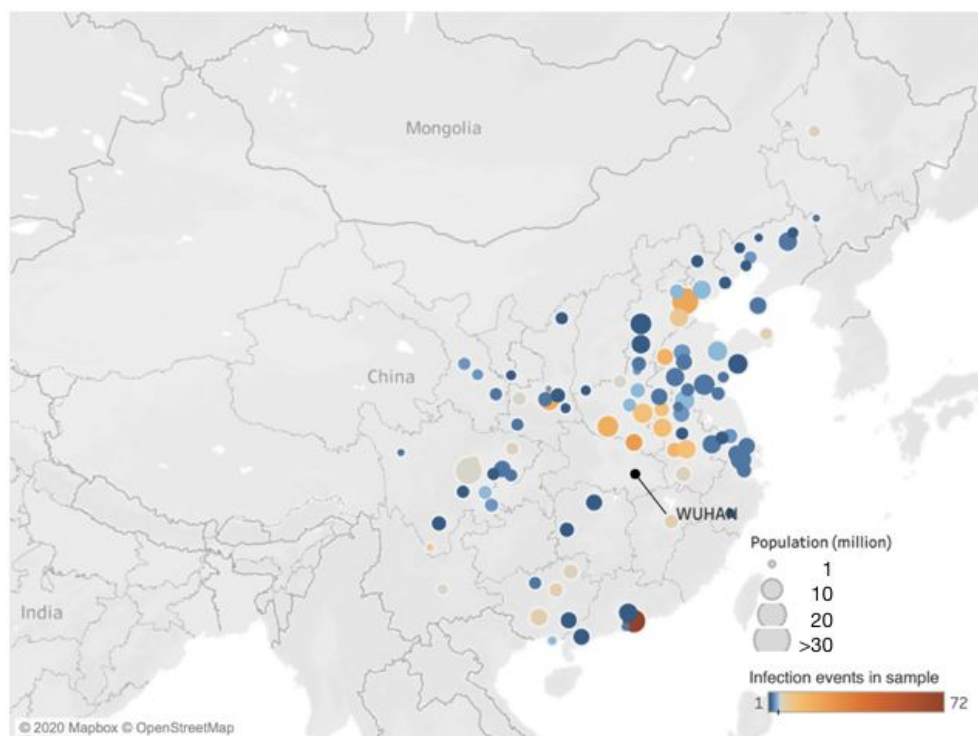 Mongolia
China
India
WUHAN
Population (million)
1
10
20
>30
Infection events in sample
1
72
© 2020 Mapbox © OpenStreetMap